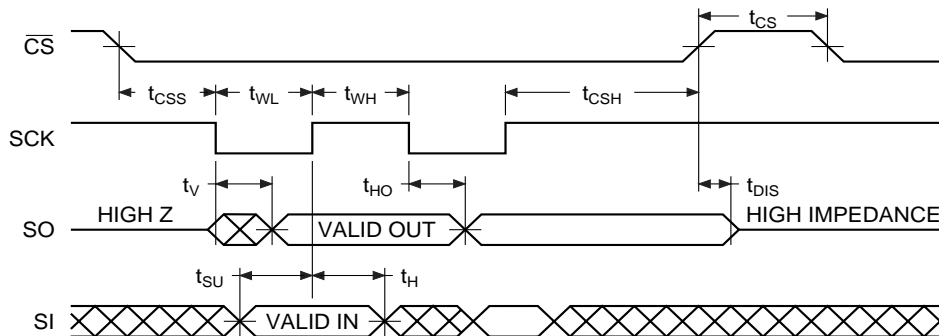 t_CS
C̅S̅
t_CSS t_WL t_WH t_CSH
SCK
t_V t_HO t_DIS
HIGH Z VALID OUT HIGH IMPEDANCE
SO
t_SU t_H
SI VALID IN